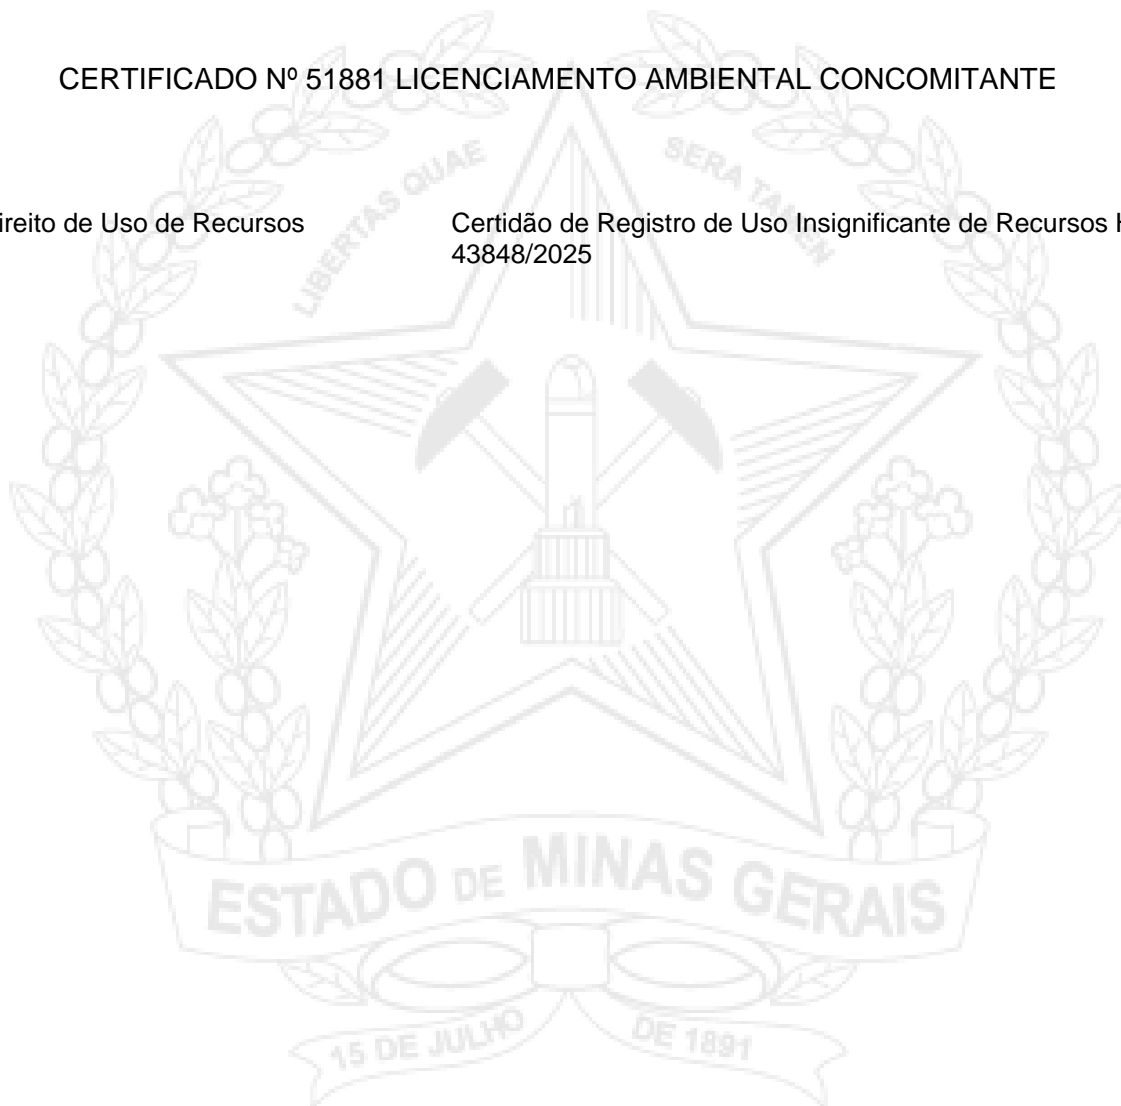 CERTIFICADO Nº 51881 LICENCIAMENTO AMBIENTAL CONCOMITANTE
LIBERTAS QUAE SERA TAMEN
ireito de Uso de Recursos
Certidão de Registro de Uso Insignificante de Recursos
43848/2025
ESTADO DE MINAS GERAIS
15 DE JULHO DE 1891